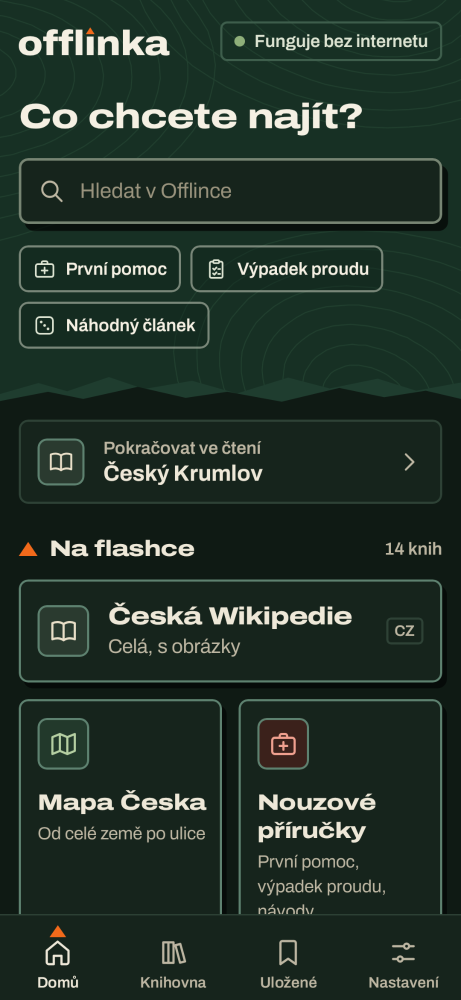 offlinka
Funguje bez internetu
Co chcete najít?
Hledat v Offlince
První pomoc
Výpadek proudu
Náhodný článek
Pokračovat ve čtení
Český Krumlov
Na flashce
14 knih
Česká Wikipedie
Celá, s obrázky
CZ
Mapa Česka
Od celé země po ulice
Nouzové
příručky
První pomoc,
výpadek proudu,
návody
Domů
Knihovna
Uložené
Nastavení